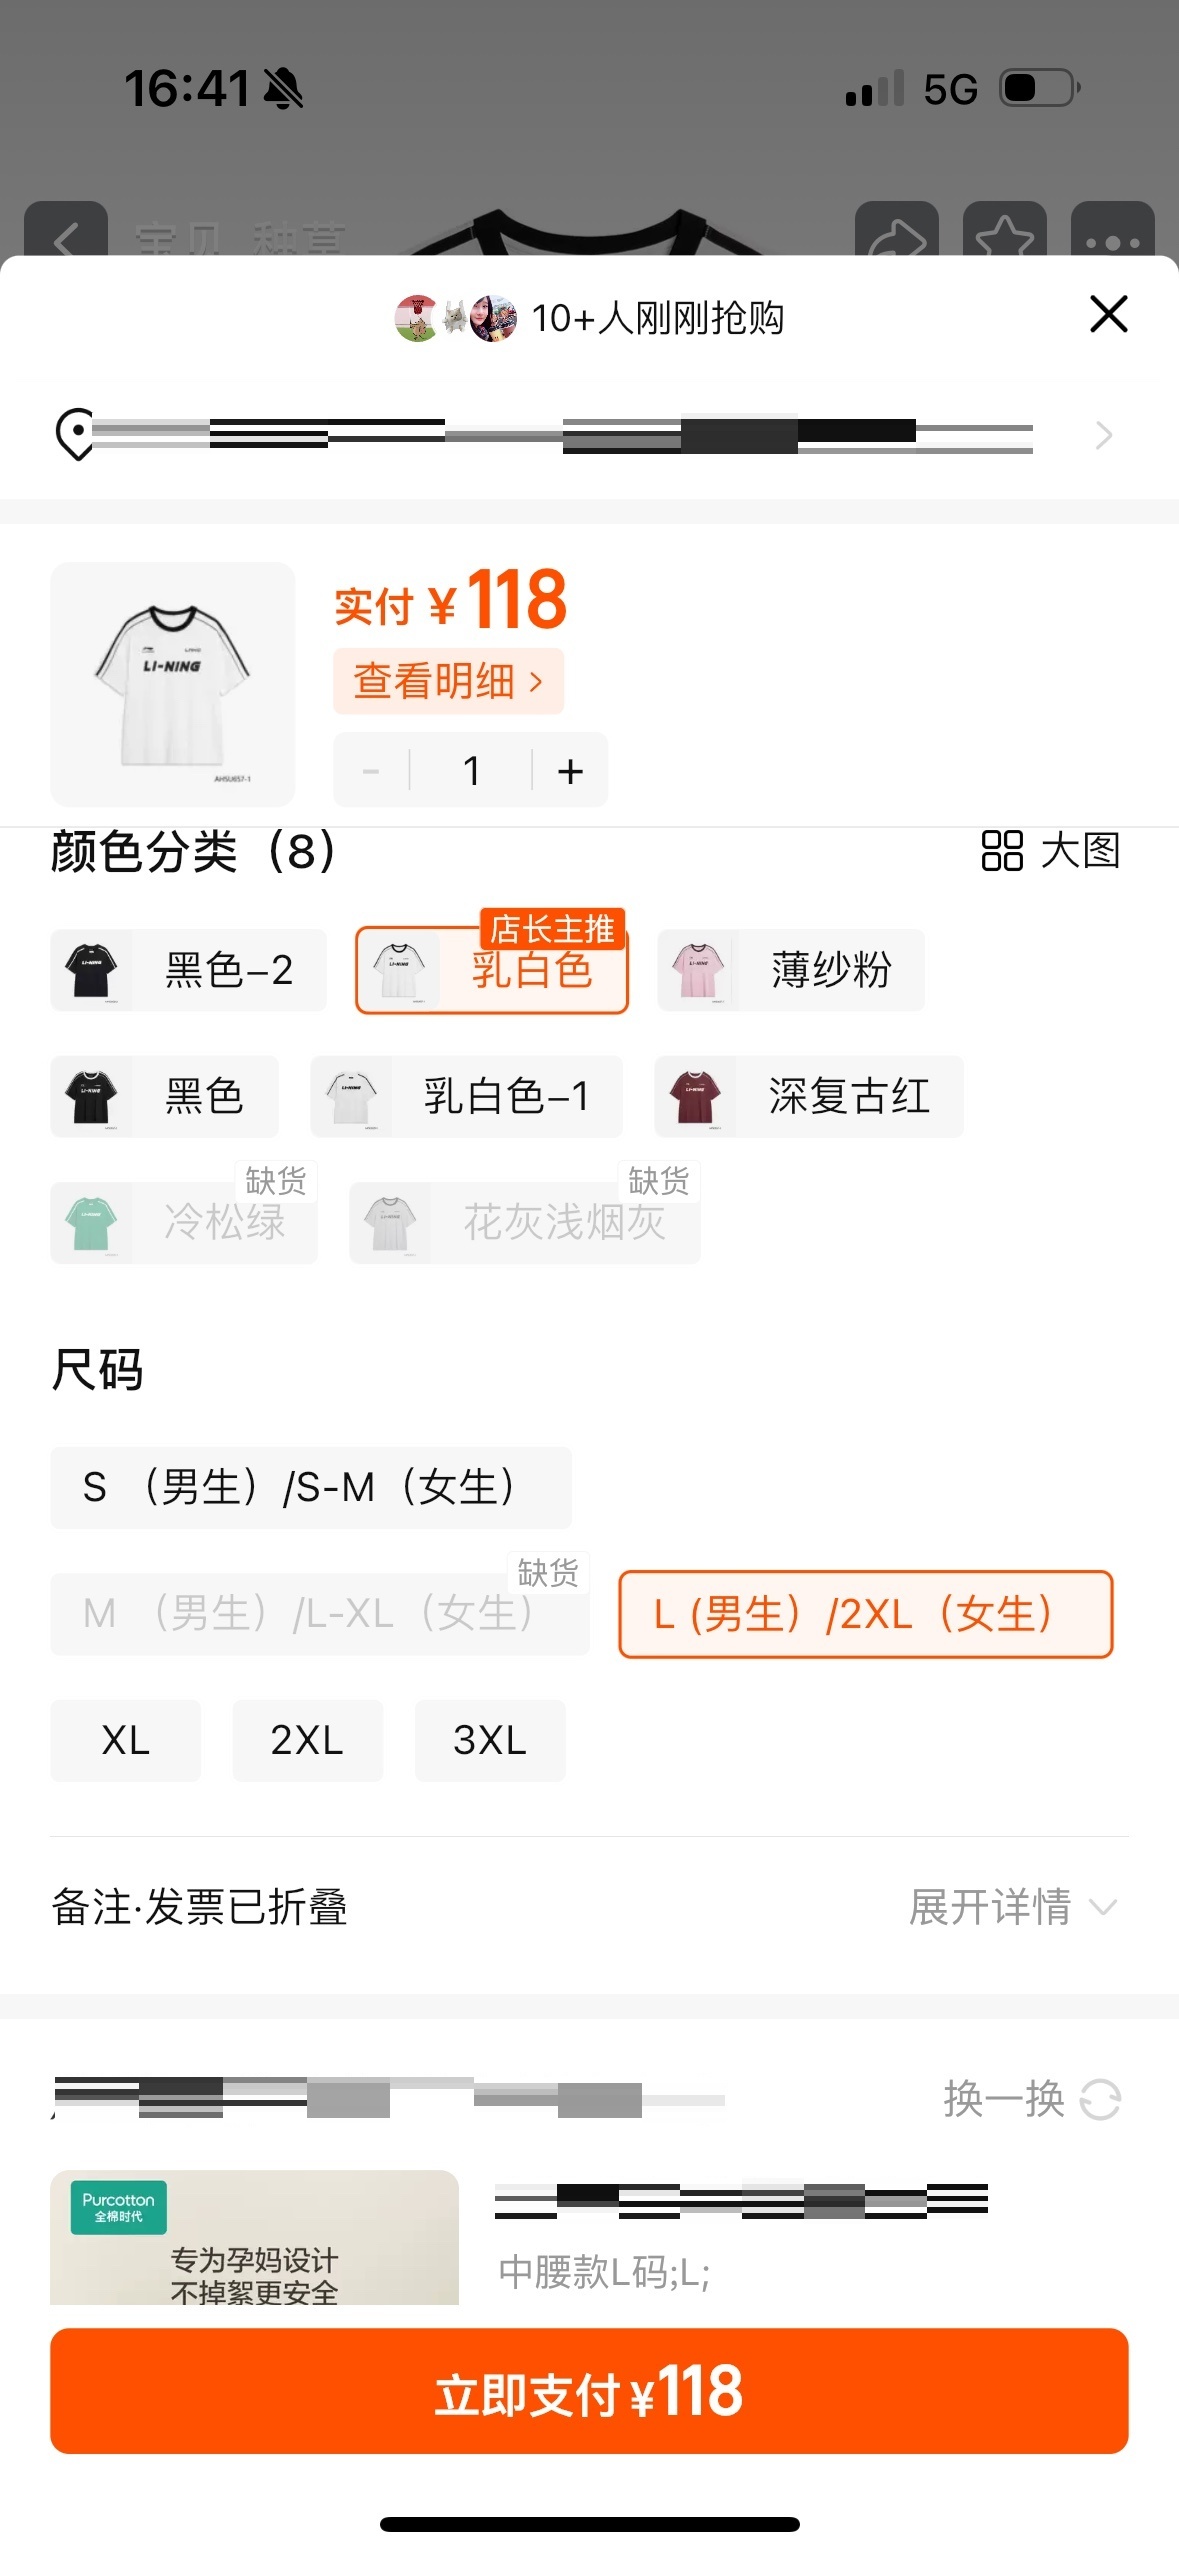 16:41
5G
宝贝 种草
10+人刚刚抢购
实付 ¥118
查看明细 >
LI-NING
AHSU657-1
- 1 +
颜色分类（8）
大图
店长主推
黑色-2
乳白色
薄纱粉
黑色
乳白色-1
深复古红
缺货
缺货
冷松绿
花灰浅烟灰
尺码
S （男生）/S-M（女生）
缺货
M （男生）/L-XL（女生）
L (男生）/2XL（女生）
XL
2XL
3XL
备注·发票已折叠
展开详情
换一换
Purcotton
全棉时代
专为孕妈设计
不掉絮更安全
中腰款L码;L;
立即支付 ¥118